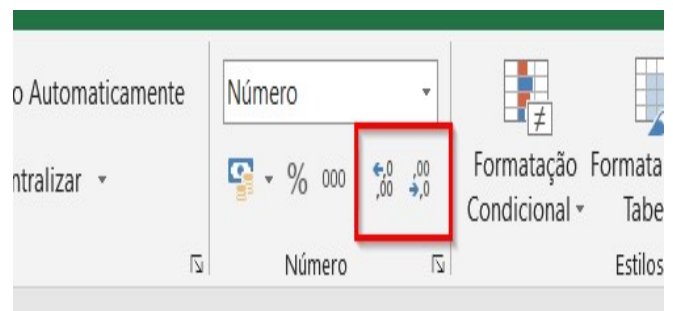 o Automaticamente
Número
ntralizar
% 000
,0
,00
,00
,0
Formatação
Condicional
Formata
Tabe
Número
Estilos